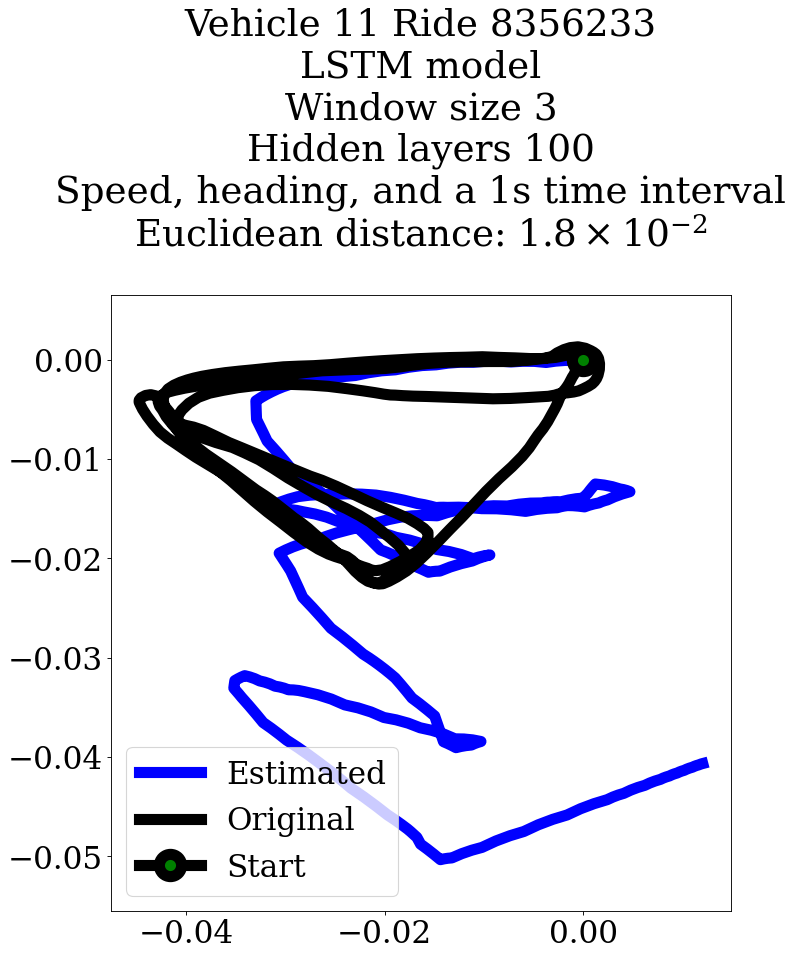 Vehicle 11 Ride 8356233
LSTM model
Window size 3
Hidden layers 100
Speed, heading, and a 1s time interval
Euclidean distance: 1.8 × 10⁻²
0.00
−0.01
−0.02
−0.03
−0.04
−0.05
Estimated
Original
Start
−0.04 −0.02 0.00